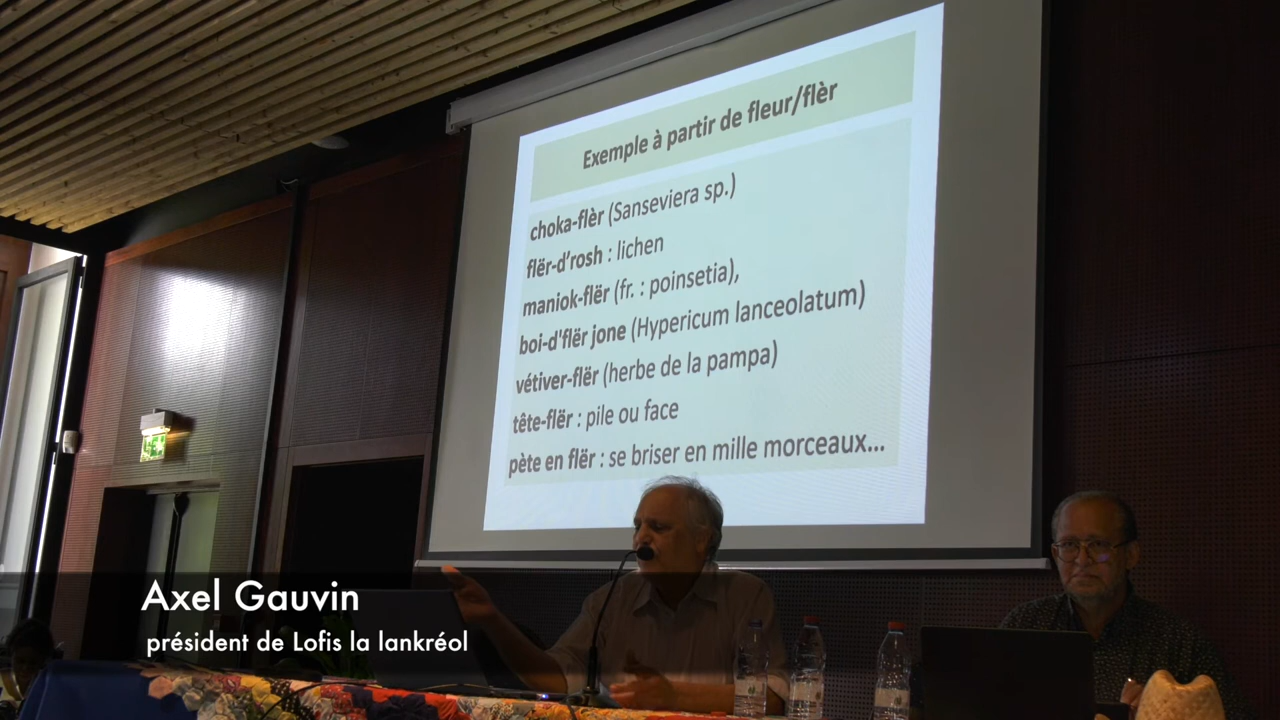 Exemple à partir de fleur/flèr
choka-flèr (Sanseviera sp.)
flër-d'rosh : lichen
maniok-flër (fr. : poinsetia),
boi-d'flër jone (Hypericum lanceolatum)
vétiver-flër (herbe de la pampa)
tête-flër : pile ou face
pète en flër : se briser en mille morceaux...
Axel Gauvin
président de Lofis la lankréol